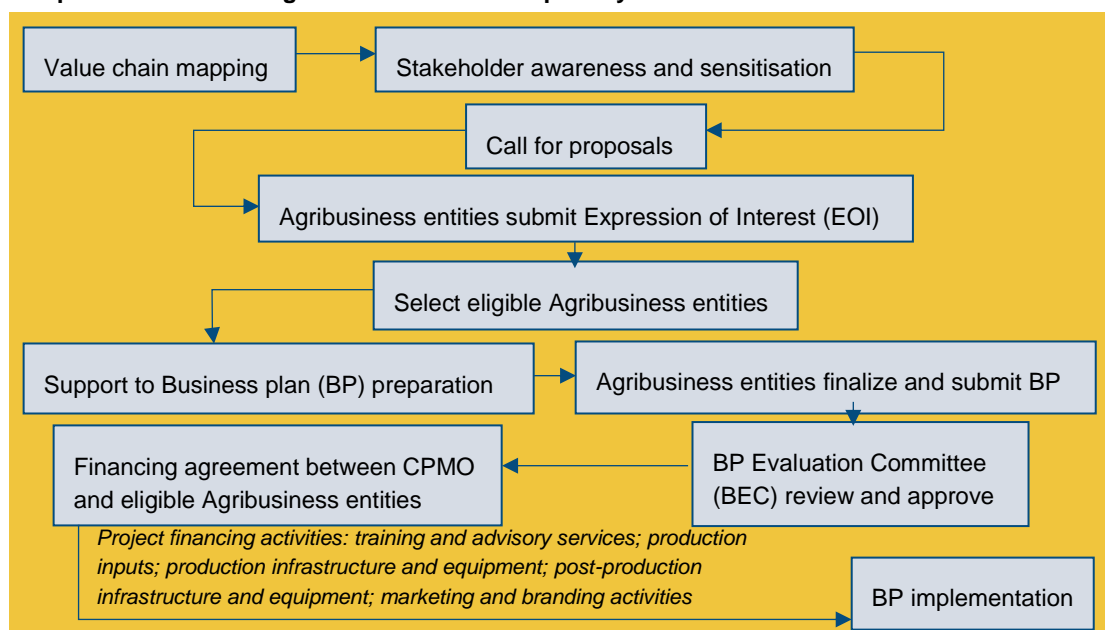 Value chain mapping
Stakeholder awareness and sensitisation
Call for proposals
Agribusiness entities submit Expression of Interest (EOI)
Select eligible Agribusiness entities
Support to Business plan (BP) preparation
Agribusiness entities finalize and submit BP
BP Evaluation Committee
(BEC) review and approve
Financing agreement between CPMO
and eligible Agribusiness entities
Project financing activities: training and advisory services; production
inputs; production infrastructure and equipment; post-production
infrastructure and equipment; marketing and branding activities
BP implementation